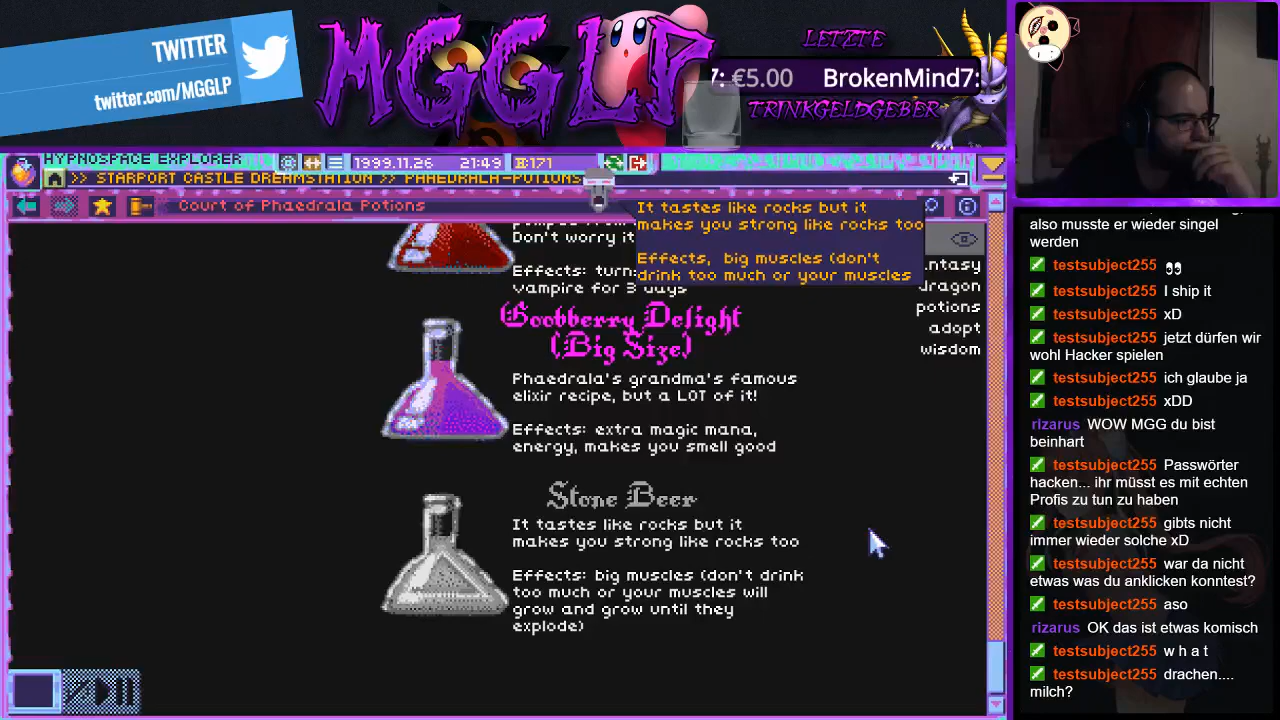 TWITTER
twitter.com/MGGLP
MGGLP
LETZTE
7: €5.00 BrokenMind7:
TRINKGELDGEBER
HYPNOSPACE EXPLORER
1999.11.26
21:49
171
>> STARPORT CASTLE DREAMSTATION >> PHAEDRALA-POTIONS
Court of Phaedrala Potions
It tastes like rocks but it
makes you strong like rocks too
Effects, big muscles (don't
drink too much or your muscles
Don't worry it
Effects: turn
vampire for 3 days
ntasy
dragon
potions
adopt
wisdom
Goobberry Delight
(Big Size)
Phaedrala's grandma's famous
elixir recipe, but a LOT of it!
Effects: extra magic mana,
energy, makes you smell good
Stone Beer
It tastes like rocks but it
makes you strong like rocks too
Effects: big muscles (don't drink
too much or your muscles will
grow and grow until they
explode)
also musste er wieder singel
werden
testsubject255
testsubject255 I ship it
testsubject255 xD
testsubject255 jetzt dürfen wir
wohl Hacker spielen
testsubject255 ich glaube ja
testsubject255 xDD
rizarus WOW MGG du bist
beinhart
testsubject255 Passwörter
hacken... ihr müsst es mit echten
Profis zu tun zu haben
testsubject255 gibts nicht
immer wieder solche xD
testsubject255 war da nicht
etwas was du anklicken konntest?
testsubject255 aso
rizarus OK das ist etwas komisch
testsubject255 w h a t
testsubject255 drachen....
milch?